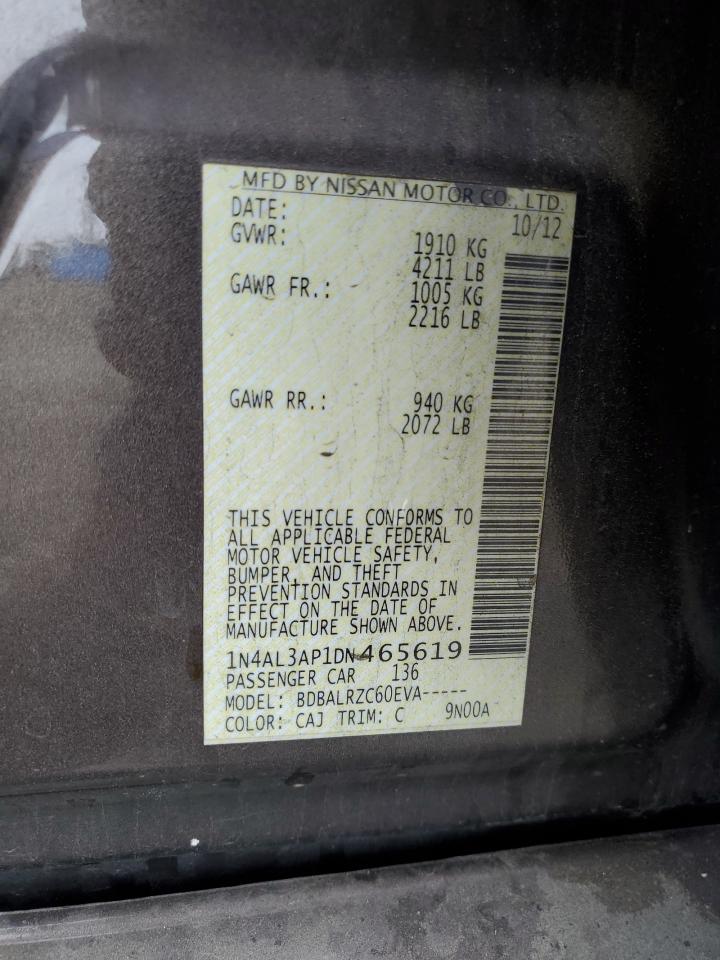 MFD BY NISSAN MOTOR CO., LTD.
DATE: 10/12
GVWR: 1910 KG
4211 LB
GAWR FR.: 1005 KG
2216 LB
GAWR RR.: 940 KG
2072 LB
THIS VEHICLE CONFORMS TO
ALL APPLICABLE FEDERAL
MOTOR VEHICLE SAFETY,
BUMPER, AND THEFT
PREVENTION STANDARDS IN
EFFECT ON THE DATE OF
MANUFACTURE SHOWN ABOVE.
1N4AL3AP1DN465619
PASSENGER CAR 136
MODEL: BDBALRZC60EVA-----
COLOR: CAJ TRIM: C 9N00A